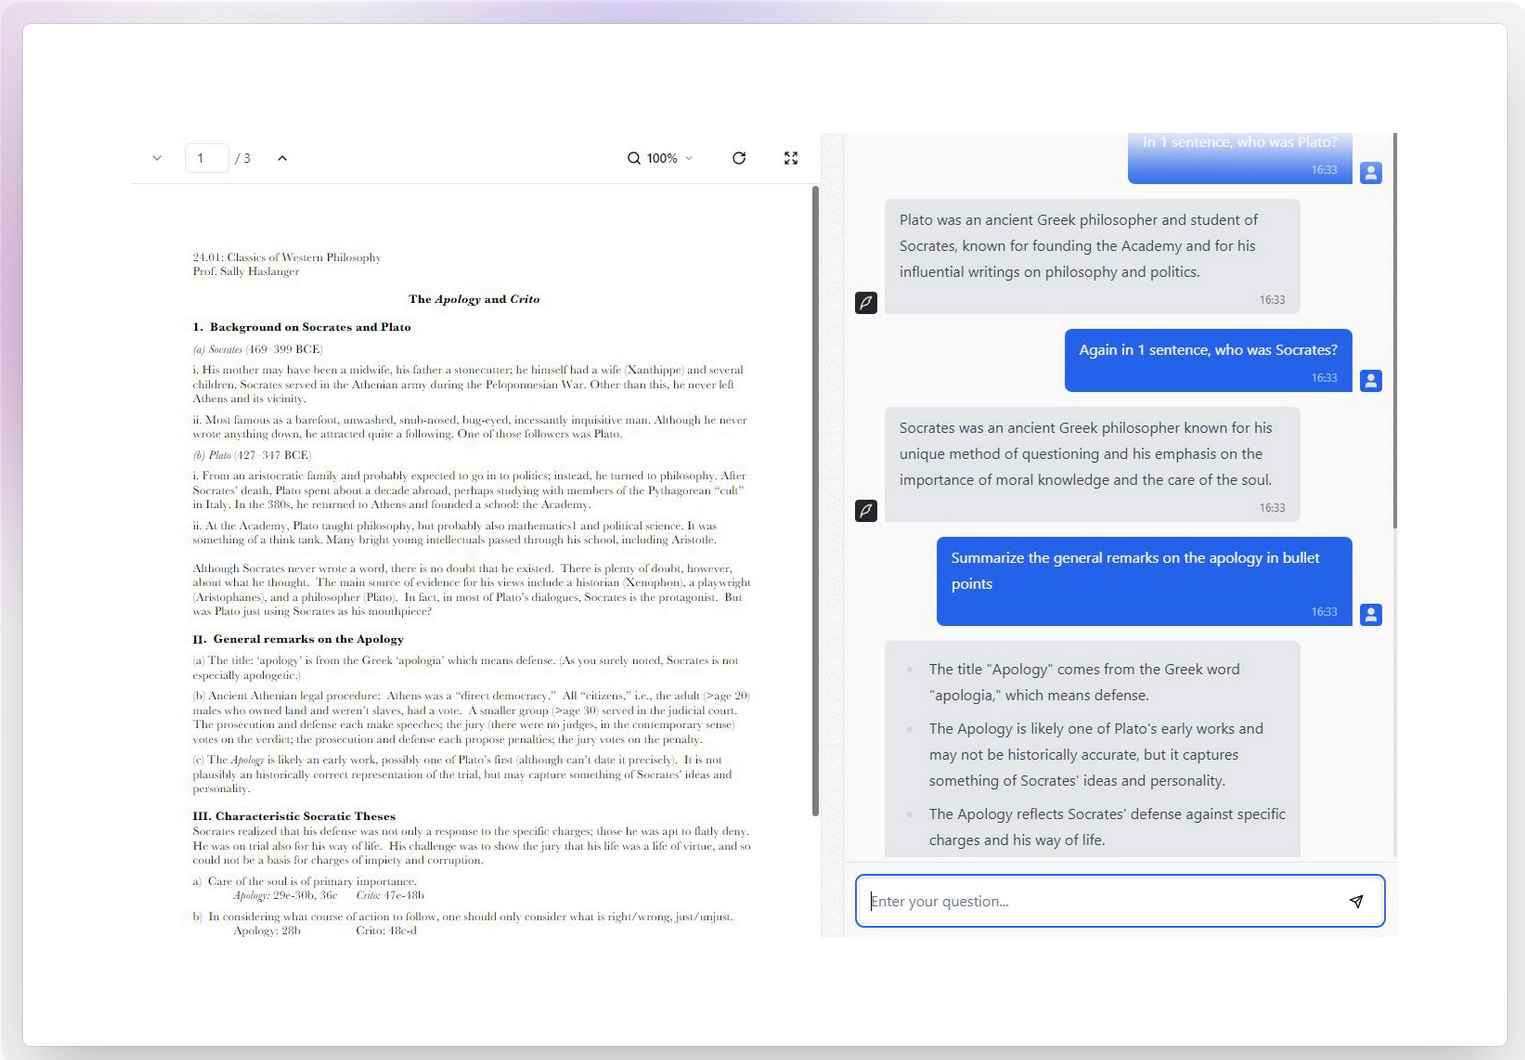 1 / 3
100%
24.01: Classics of Western Philosophy
Prof. Sally Haslanger
The Apology and Crito
1. Background on Socrates and Plato
(a) Socrates (469–399 BCE)
i. His mother may have been a midwife, his father a stonecutter; he himself had a wife (Xanthippe) and several
children. Socrates served in the Athenian army during the Peloponnesian War. Other than this, he never left
Athens and its vicinity.
ii. Most famous as a barefoot, unwashed, snub-nosed, bug-eyed, incessantly inquisitive man. Although he never
wrote anything down, he attracted quite a following. One of those followers was Plato.
(b) Plato (427–347 BCE)
i. From an aristocratic family and probably expected to go in to politics; instead, he turned to philosophy. After
Socrates' death, Plato spent about a decade abroad, perhaps studying with members of the Pythagorean “cult”
in Italy. In the 380s, he returned to Athens and founded a school: the Academy.
ii. At the Academy, Plato taught philosophy, but probably also mathematics1 and political science. It was
something of a think tank. Many bright young intellectuals passed through his school, including Aristotle.
Although Socrates never wrote a word, there is no doubt that he existed. There is plenty of doubt, however,
about what he thought. The main source of evidence for his views include a historian (Xenophon), a playwright
(Aristophanes), and a philosopher (Plato). In fact, in most of Plato's dialogues, Socrates is the protagonist. But
was Plato just using Socrates as his mouthpiece?
II. General remarks on the Apology
(a) The title: 'apology' is from the Greek 'apologia' which means defense. (As you surely noted, Socrates is not
especially apologetic.)
(b) Ancient Athenian legal procedure: Athens was a “direct democracy.” All “citizens,” i.e., the adult (>age 20)
males who owned land and weren't slaves, had a vote. A smaller group (>age 30) served in the judicial court.
The prosecution and defense each make speeches; the jury (there were no judges, in the contemporary sense)
votes on the verdict; the prosecution and defense each propose penalties; the jury votes on the penalty.
(c) The Apology is likely an early work, possibly one of Plato's first (although can't date it precisely). It is not
plausibly an historically correct representation of the trial, but may capture something of Socrates' ideas and
personality.
III. Characteristic Socratic Theses
Socrates realized that his defense was not only a response to the specific charges; those he was apt to flatly deny.
He was on trial also for his way of life. His challenge was to show the jury that his life was a life of virtue, and so
could not be a basis for charges of impiety and corruption.
a) Care of the soul is of primary importance.
Apology: 29e-30b, 36c Crito: 47e-48b
b) In considering what course of action to follow, one should only consider what is right/wrong, just/unjust.
Apology: 28b Crito: 48c-d
In 1 sentence, who was Plato?
16:33
Plato was an ancient Greek philosopher and student of
Socrates, known for founding the Academy and for his
influential writings on philosophy and politics.
16:33
Again in 1 sentence, who was Socrates?
16:33
Socrates was an ancient Greek philosopher known for his
unique method of questioning and his emphasis on the
importance of moral knowledge and the care of the soul.
16:33
Summarize the general remarks on the apology in bullet
points
16:33
The title "Apology" comes from the Greek word
"apologia," which means defense.
The Apology is likely one of Plato's early works and
may not be historically accurate, but it captures
something of Socrates' ideas and personality.
The Apology reflects Socrates' defense against specific
charges and his way of life.
Enter your question...